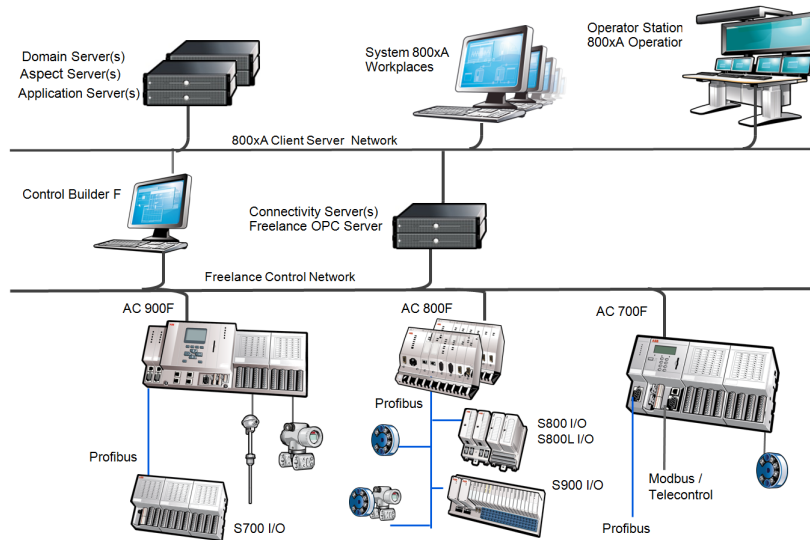 Domain Server(s)
Aspect Server(s)
Application Server(s)
System 800xA
Workplaces
Operator Station
800xA Operation
800xA Client Server Network
Control Builder F
Connectivity Server(s)
Freelance OPC Server
Freelance Control Network
AC 900F
AC 800F
AC 700F
ABB
ABB
Profibus
S800 I/O
S800L I/O
Profibus
S900 I/O
Modbus /
Telecontrol
S700 I/O
Profibus